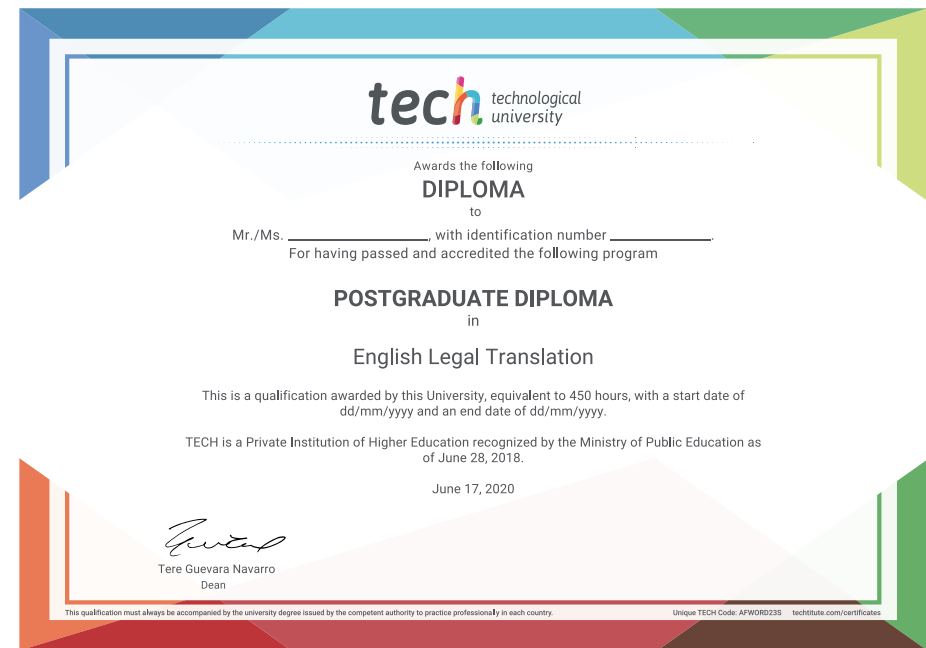 tech technological
university
Awards the following
DIPLOMA
to
Mr./Ms. ____________________, with identification number ______________.
For having passed and accredited the following program
POSTGRADUATE DIPLOMA
in
English Legal Translation
This is a qualification awarded by this University, equivalent to 450 hours, with a start date of
dd/mm/yyyy and an end date of dd/mm/yyyy.
TECH is a Private Institution of Higher Education recognized by the Ministry of Public Education as
of June 28, 2018.
June 17, 2020
Tere Guevara Navarro
Dean
This qualification must always be accompanied by the university degree issued by the competent authority to practice professionally in each country.
Unique TECH Code: AFWORD23S techtitute.com/certificates